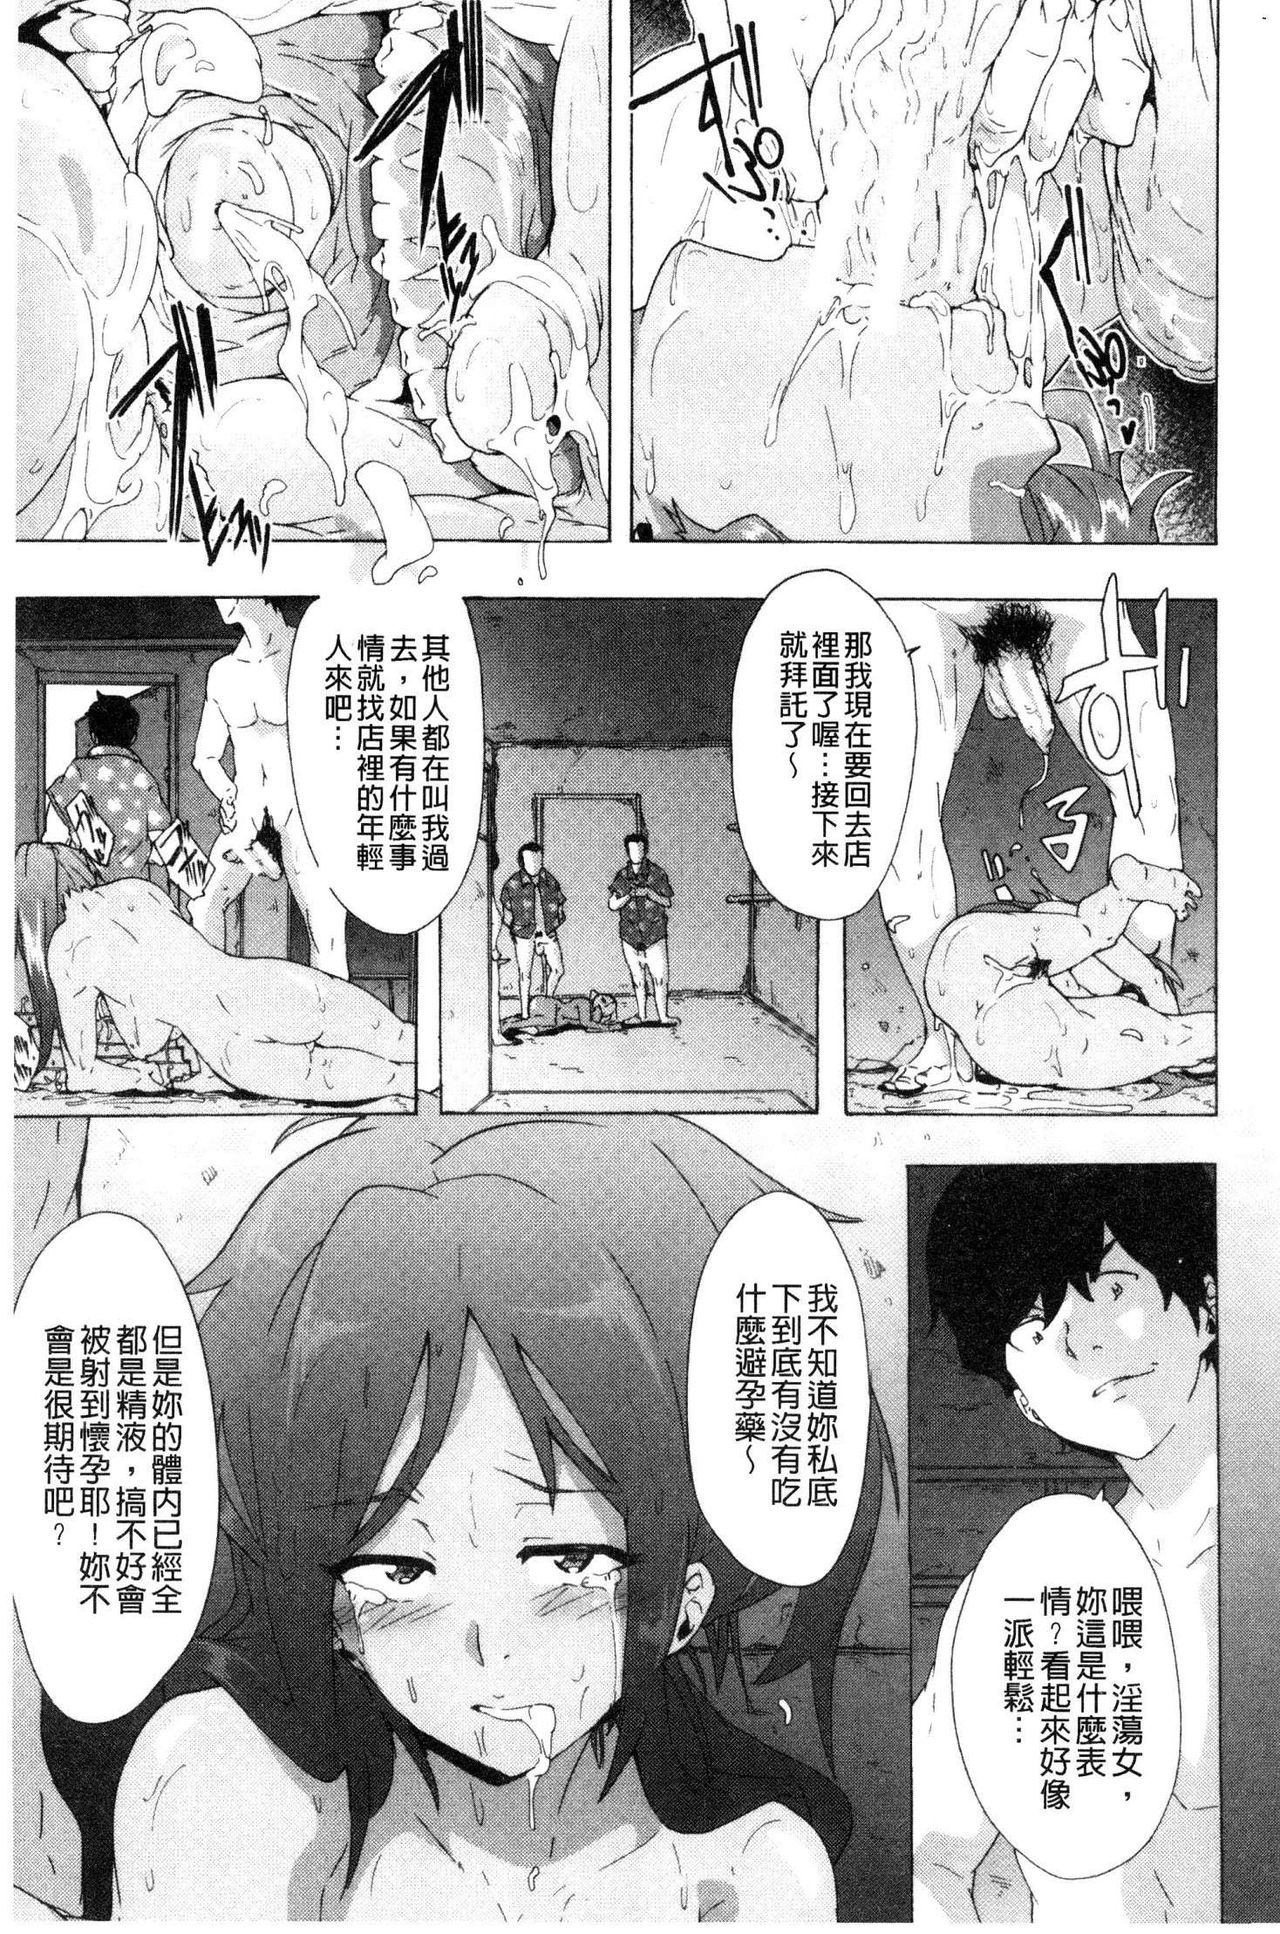 那我現在要回去店
裡面了喔…接下來
就拜託了～
其他人都在叫我過
去，如果有什麼事
情就找店裡的年輕
人來吧…
喂喂，淫蕩女，
妳這是什麼表
情？看起來好像
一派輕鬆…
我不知道妳私底
下到底有沒有吃
什麼避孕藥～
但是妳的體內已經全
都是精液，搞不好會
被射到懷孕耶！妳不
會是很期待吧？